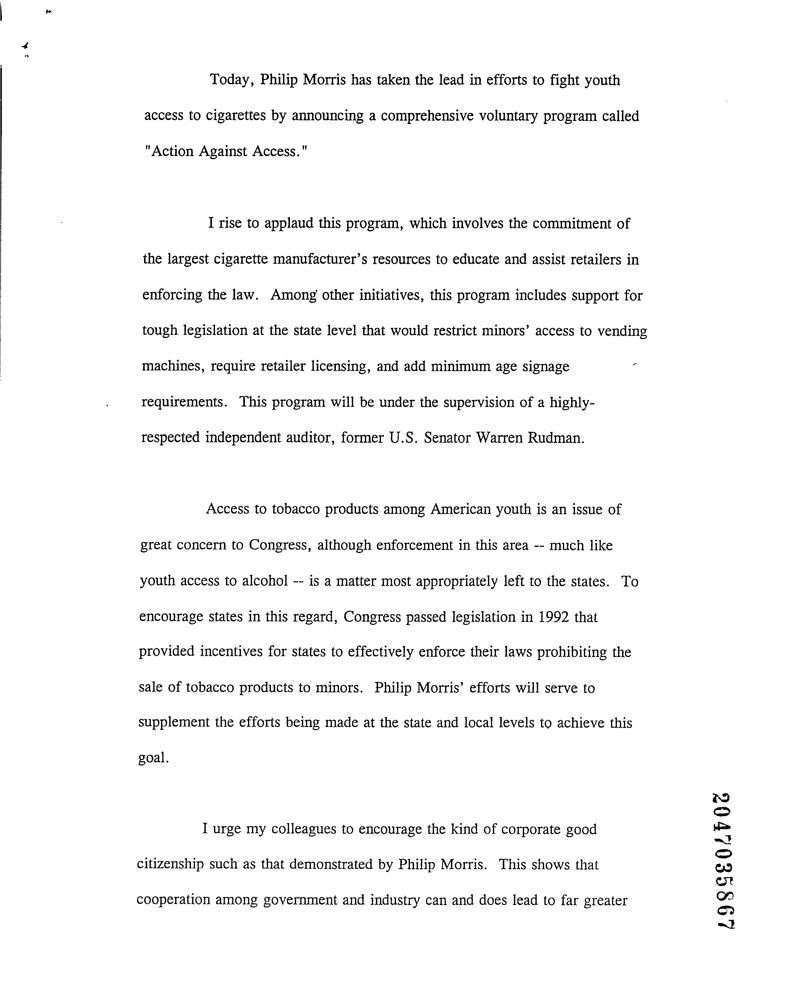 Today, Philip Morris has taken the lead in efforts to fight youth
access to cigarettes by announcing a comprehensive voluntary program called
"Action Against Access."
I rise to applaud this program, which involves the commitment of
the largest cigarette manufacturer's resources to educate and assist retailers in
enforcing the law. Among other initiatives, this program includes support for
tough legislation at the state level that would restrict minors' access to vending
machines, require retailer licensing, and add minimum age signage
requirements. This program will be under the supervision of a highly-
respected independent auditor, former U.S. Senator Warren Rudman.
Access to tobacco products among American youth is an issue of
great concern to Congress, although enforcement in this area -- much like
youth access to alcohol -- is a matter most appropriately left to the states. To
encourage states in this regard, Congress passed legislation in 1992 that
provided incentives for states to effectively enforce their laws prohibiting the
sale of tobacco products to minors. Philip Morris' efforts will serve to
supplement the efforts being made at the state and local levels to achieve this
goal.
I urge my colleagues to encourage the kind of corporate good
citizenship such as that demonstrated by Philip Morris. This shows that
cooperation among government and industry can and does lead to far greater
2047035867